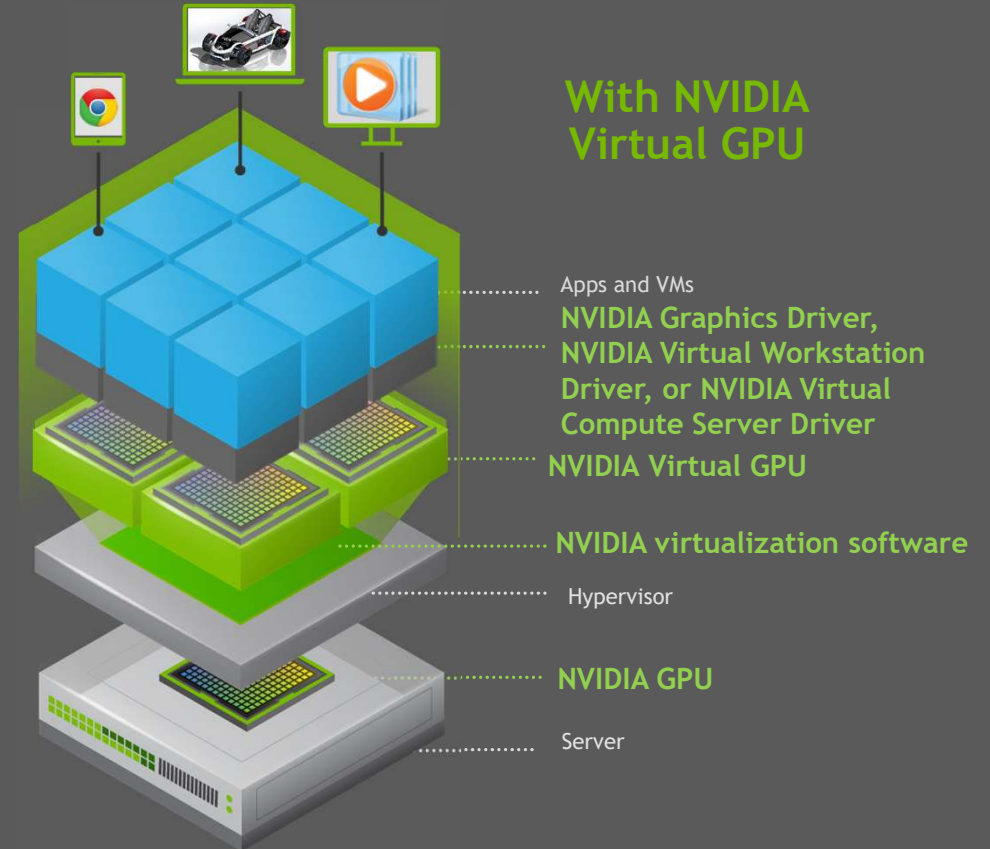 With NVIDIA
Virtual GPU
Apps and VMs
NVIDIA Graphics Driver,
NVIDIA Virtual Workstation
Driver, or NVIDIA Virtual
Compute Server Driver
NVIDIA Virtual GPU
NVIDIA virtualization software
Hypervisor
NVIDIA GPU
Server